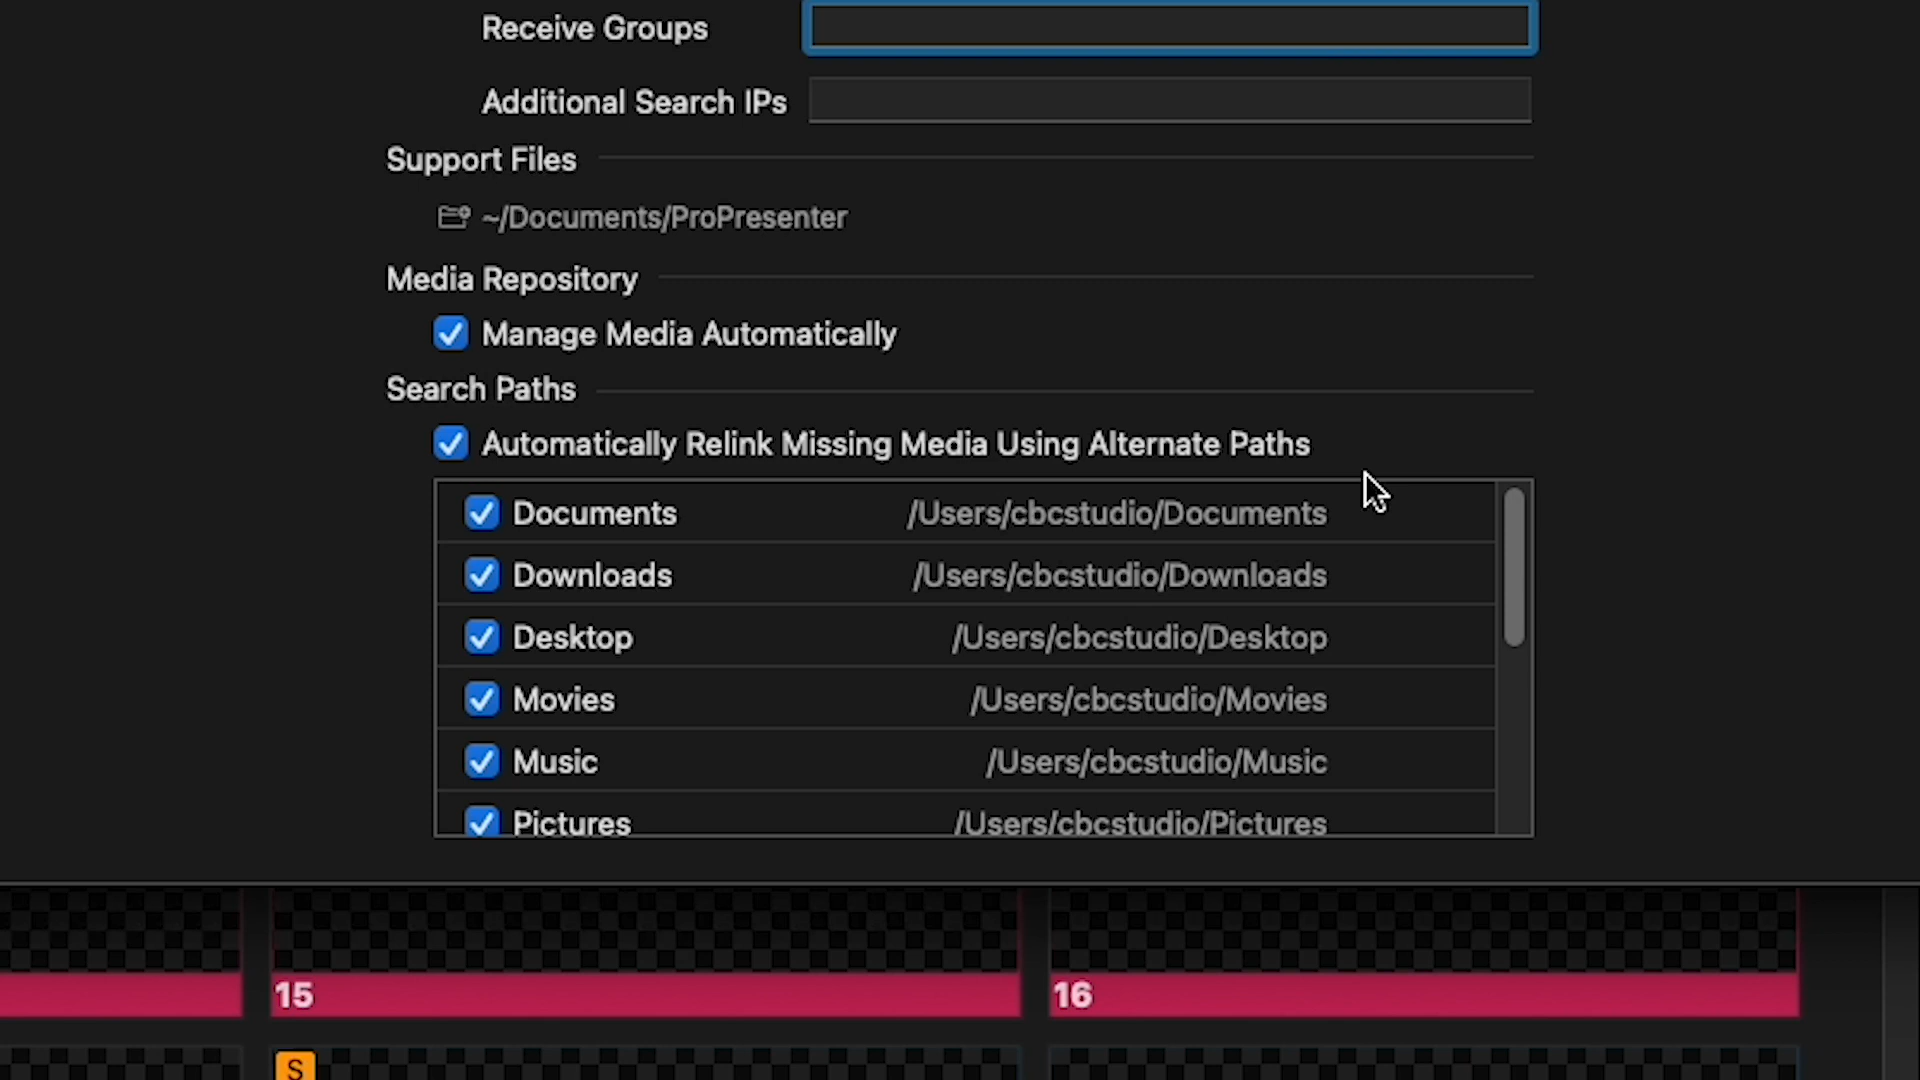 Receive Groups
Additional Search IPs
Support Files
~/Documents/ProPresenter
Media Repository
Manage Media Automatically
Search Paths
Automatically Relink Missing Media Using Alternate Paths
Documents /Users/cbcstudio/Documents
Downloads /Users/cbcstudio/Downloads
Desktop /Users/cbcstudio/Desktop
Movies /Users/cbcstudio/Movies
Music /Users/cbcstudio/Music
Pictures /Users/cbcstudio/Pictures
15 16
S